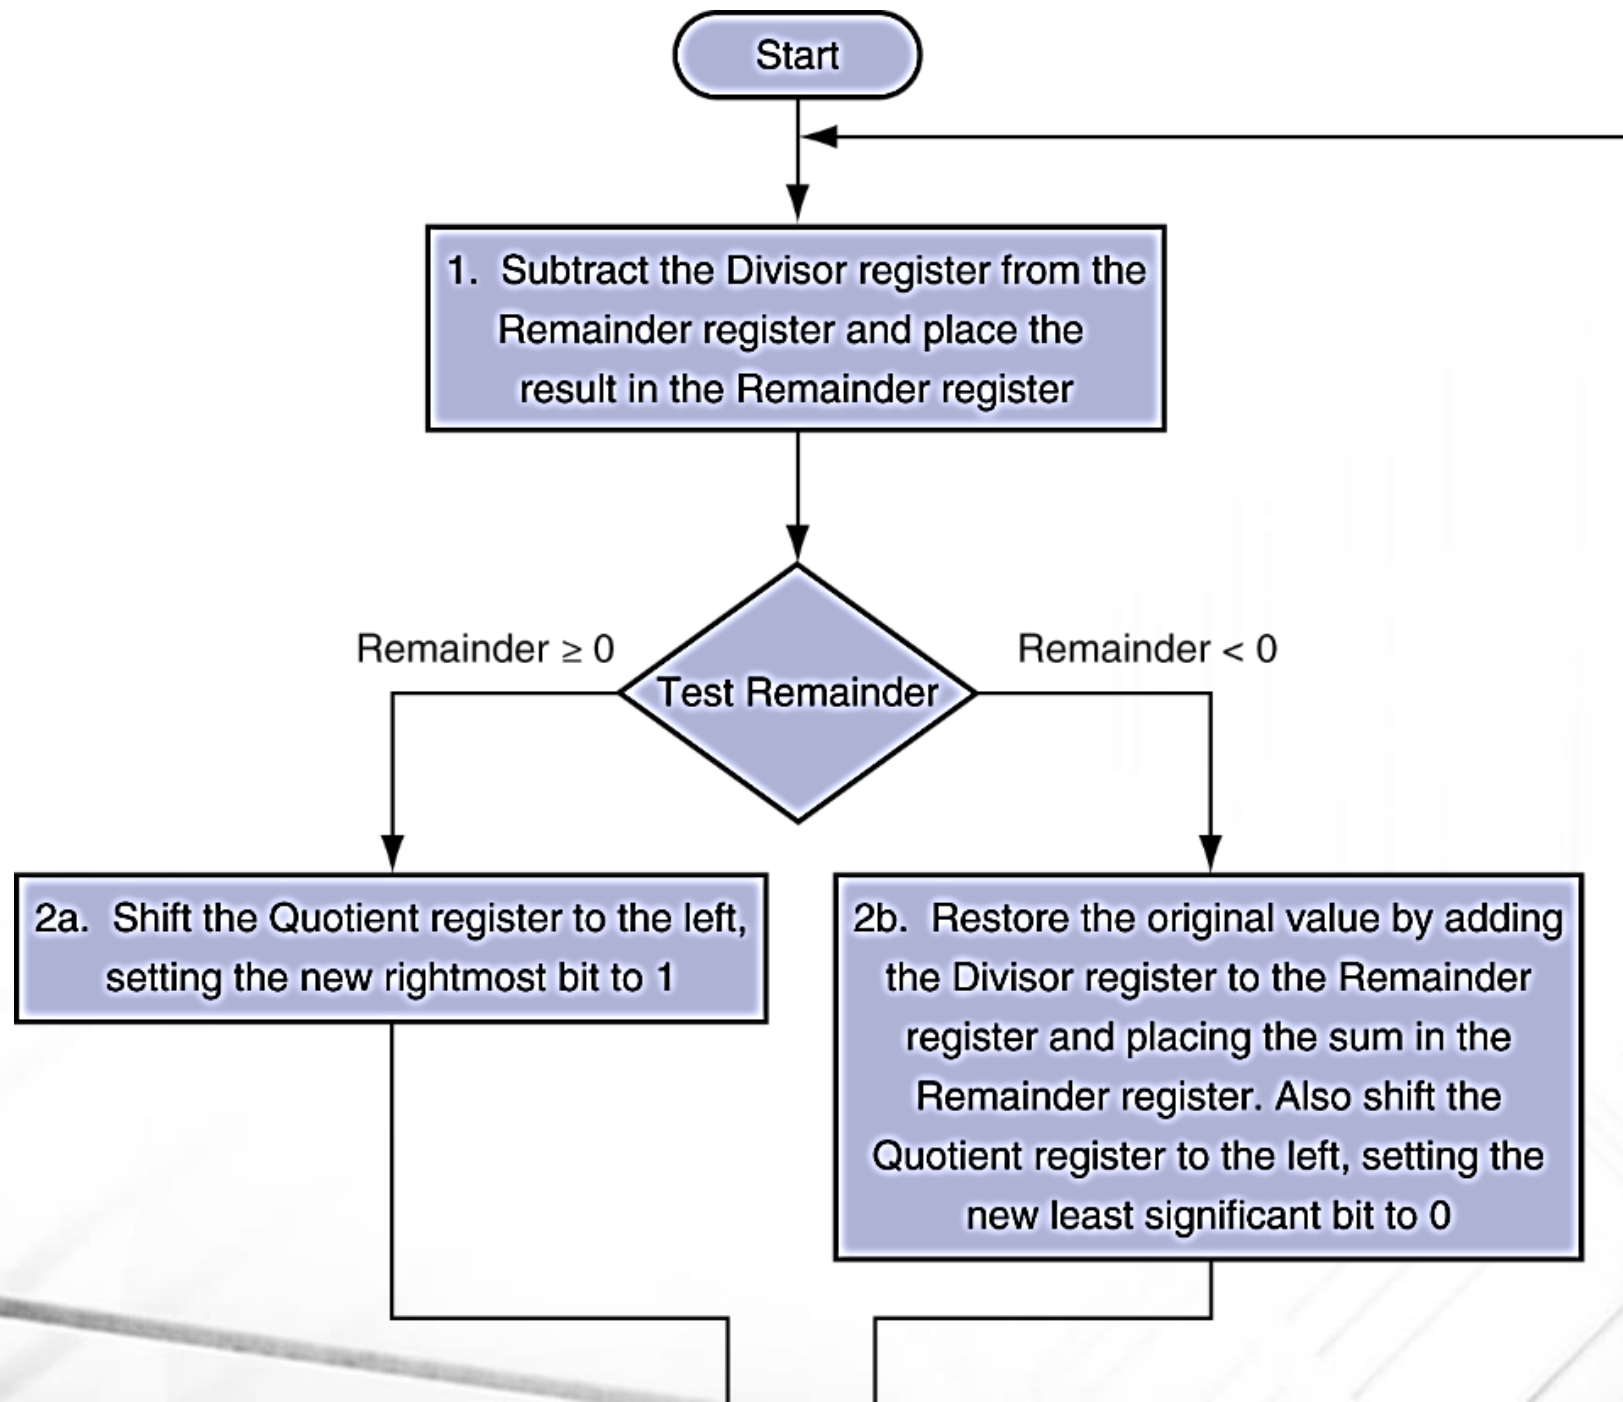 Start
1. Subtract the Divisor register from the
Remainder register and place the
result in the Remainder register
Remainder ≥ 0
Remainder < 0
Test Remainder
2a. Shift the Quotient register to the left,
setting the new rightmost bit to 1
2b. Restore the original value by adding
the Divisor register to the Remainder
register and placing the sum in the
Remainder register. Also shift the
Quotient register to the left, setting the
new least significant bit to 0